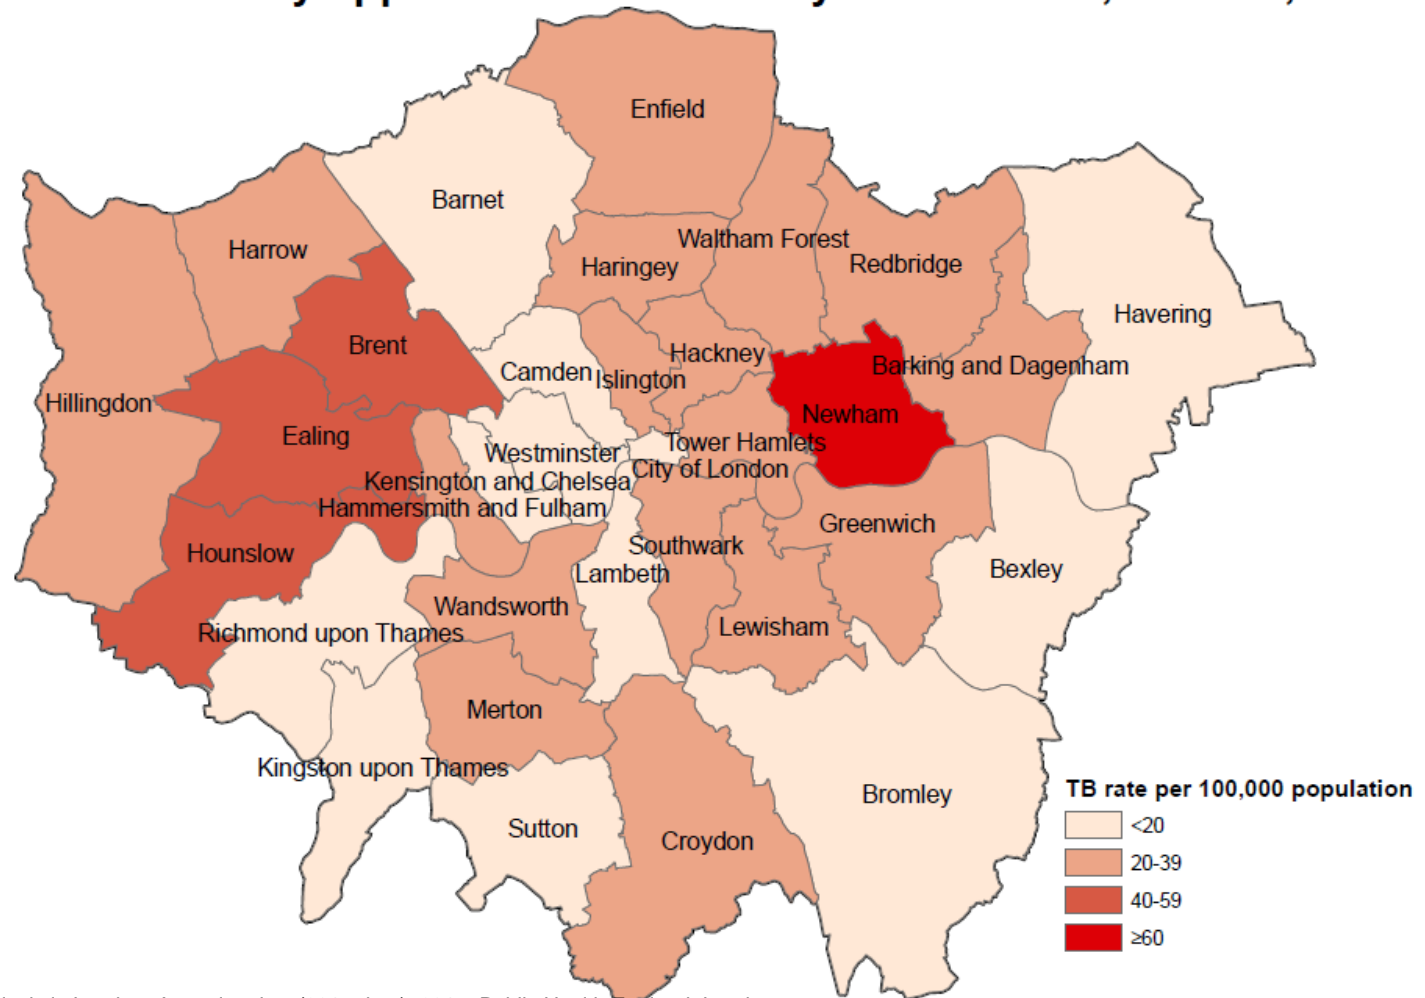 Enfield
Barnet
Waltham Forest
Harrow
Haringey
Redbridge
Havering
Brent
Hackney
Barking and Dagenham
Camden
Islington
Hillingdon
Newham
Ealing
Tower Hamlets
Westminster
City of London
Kensington and Chelsea
Hammersmith and Fulham
Greenwich
Hounslow
Southwark
Lambeth
Bexley
Wandsworth
Richmond upon Thames
Lewisham
Merton
Kingston upon Thames
Bromley
Sutton
Croydon
TB rate per 100,000 population
<20
20-39
40-59
≥60